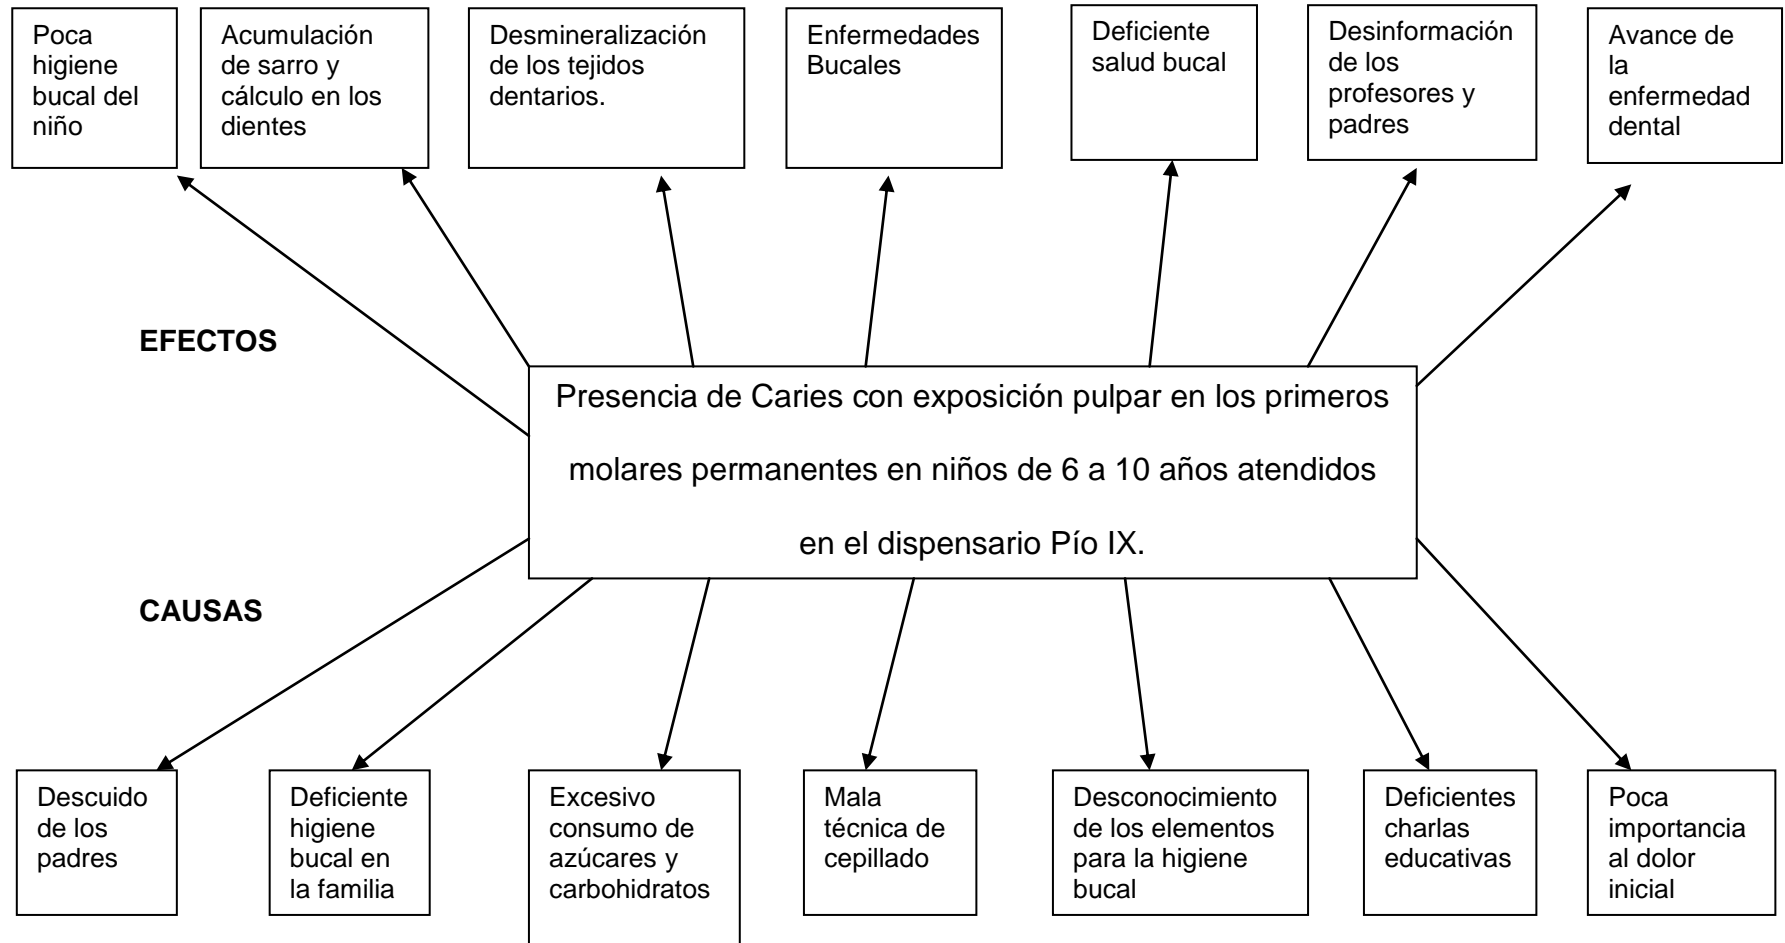 Poca
higiene
bucal del
niño
Acumulación
de sarro y
cálculo en los
dientes
Desmineralización
de los tejidos
dentarios.
Enfermedades
Bucales
Deficiente
salud bucal
Desinformación
de los
profesores y
padres
Avance de
la
enfermedad
dental
EFECTOS
Presencia de Caries con exposición pulpar en los primeros
molares permanentes en niños de 6 a 10 años atendidos
en el dispensario Pío IX.
CAUSAS
Descuido
de los
padres
Deficiente
higiene
bucal en
la familia
Excesivo
consumo de
azúcares y
carbohidratos
Mala
técnica de
cepillado
Desconocimiento
de los elementos
para la higiene
bucal
Deficientes
charlas
educativas
Poca
importancia
al dolor
inicial